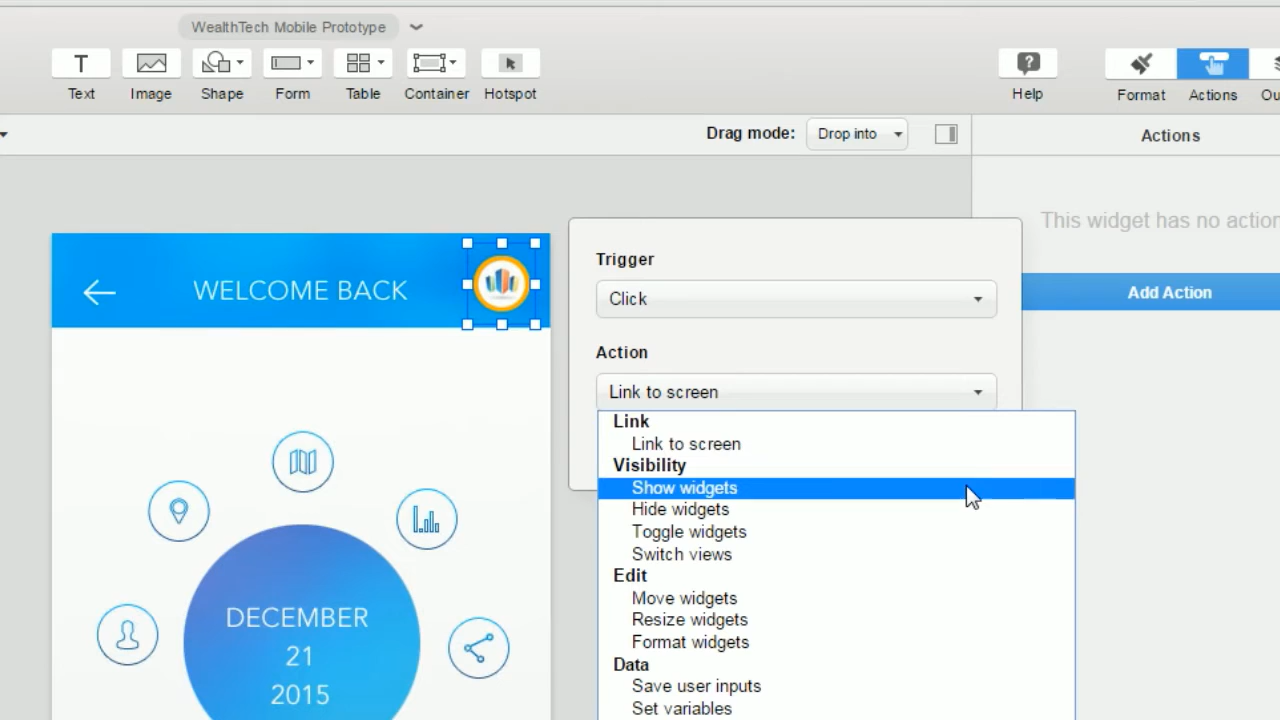 WealthTech Mobile Prototype
Text Image Shape Form Table Container Hotspot Help Format Actions
Drag mode: Drop into Actions
This widget has no action
WELCOME BACK
Trigger
Click
Add Action
Action
Link to screen
Link
Link to screen
Visibility
Show widgets
Hide widgets
Toggle widgets
Switch views
Edit
Move widgets
Resize widgets
Format widgets
Data
Save user inputs
Set variables
DECEMBER
21
2015